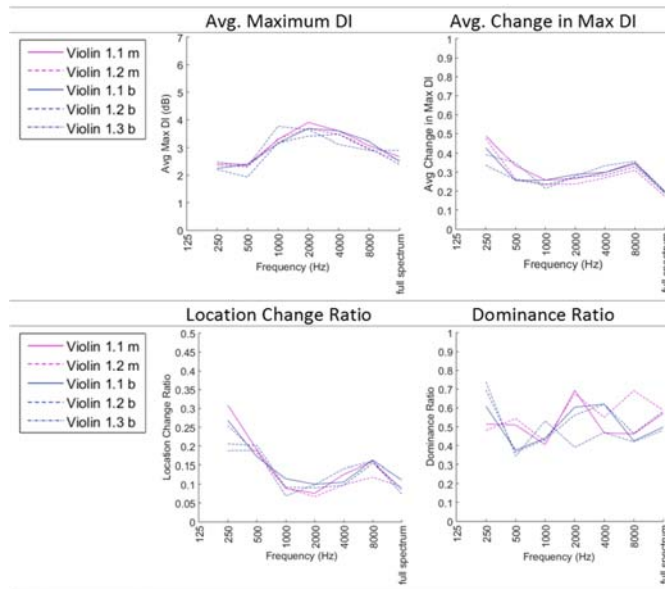 Avg. Maximum DI
Avg. Change in Max DI
Violin 1.1 m
Violin 1.2 m
Violin 1.1 b
Violin 1.2 b
Violin 1.3 b
Avg Max DI (dB)
7
6
5
4
3
2
1
0
125
250
500
1000
2000
4000
8000
full spectrum
Frequency (Hz)
Avg Change in Max DI
1
0.9
0.8
0.7
0.6
0.5
0.4
0.3
0.2
0.1
0
125
250
500
1000
2000
4000
8000
full spectrum
Frequency (Hz)
Location Change Ratio
Dominance Ratio
Violin 1.1 m
Violin 1.2 m
Violin 1.1 b
Violin 1.2 b
Violin 1.3 b
Location Change Ratio
0.5
0.45
0.4
0.35
0.3
0.25
0.2
0.15
0.1
0.05
0
125
250
500
1000
2000
4000
8000
full spectrum
Frequency (Hz)
Dominance Ratio
1
0.9
0.8
0.7
0.6
0.5
0.4
0.3
0.2
0.1
0
125
250
500
1000
2000
4000
8000
full spectrum
Frequency (Hz)